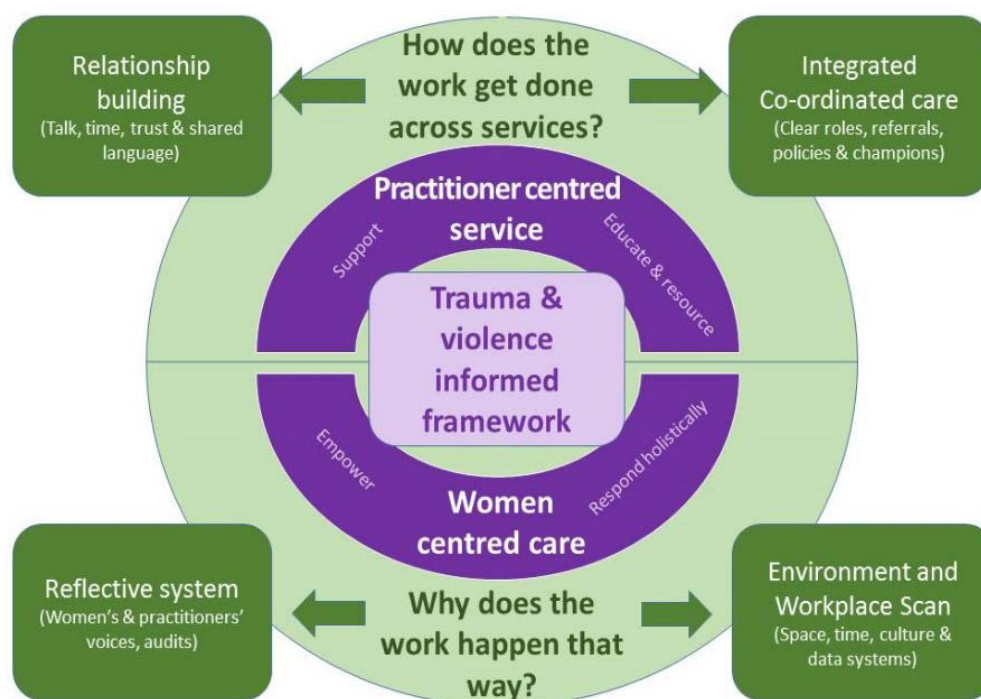 Relationship
building
(Talk, time, trust & shared
language)
How does the
work get done
across services?
Integrated
Co-ordinated care
(Clear roles, referrals,
policies & champions)
Practitioner centred
service
Support
Educate & resource
Trauma &
violence
informed
framework
Empower
Respond holistically
Women
centred care
Reflective system
(Women's & practitioners'
voices, audits)
Why does the
work happen that
way?
Environment and
Workplace Scan
(Space, time, culture &
data systems)